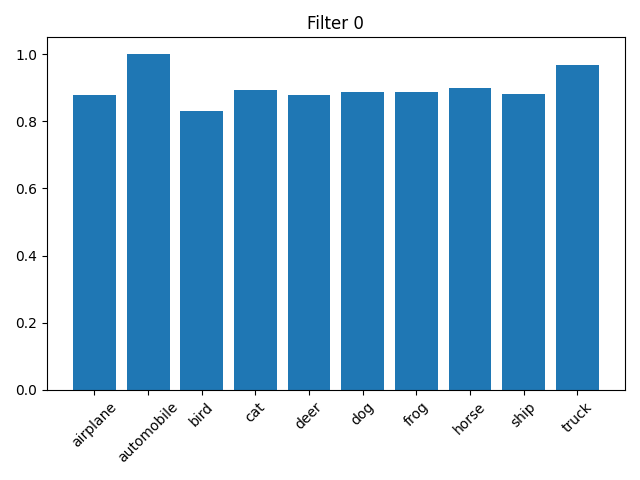 Filter 0
1.0
0.8
0.6
0.4
0.2
0.0
airplane
automobile
bird
cat
deer
dog
frog
horse
ship
truck